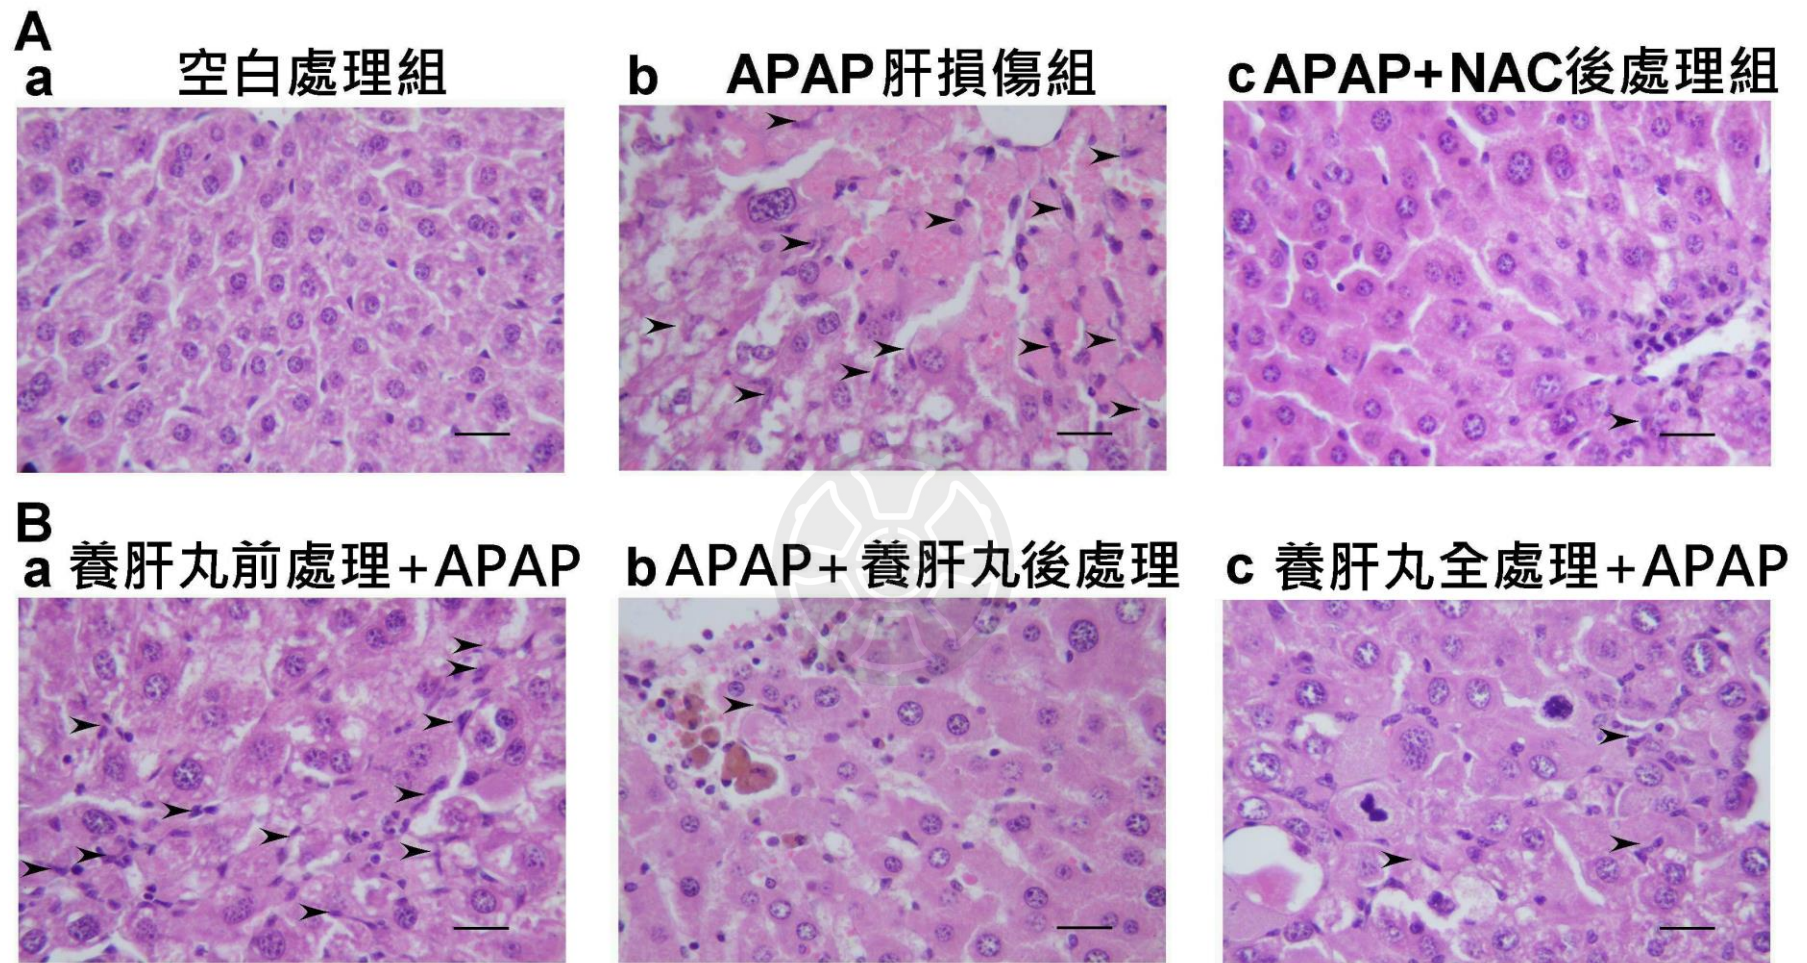 A
a 空白處理組
b APAP肝損傷組
c APAP+NAC後處理組
B
a 養肝丸前處理+APAP
b APAP+養肝丸後處理
c 養肝丸全處理+APAP